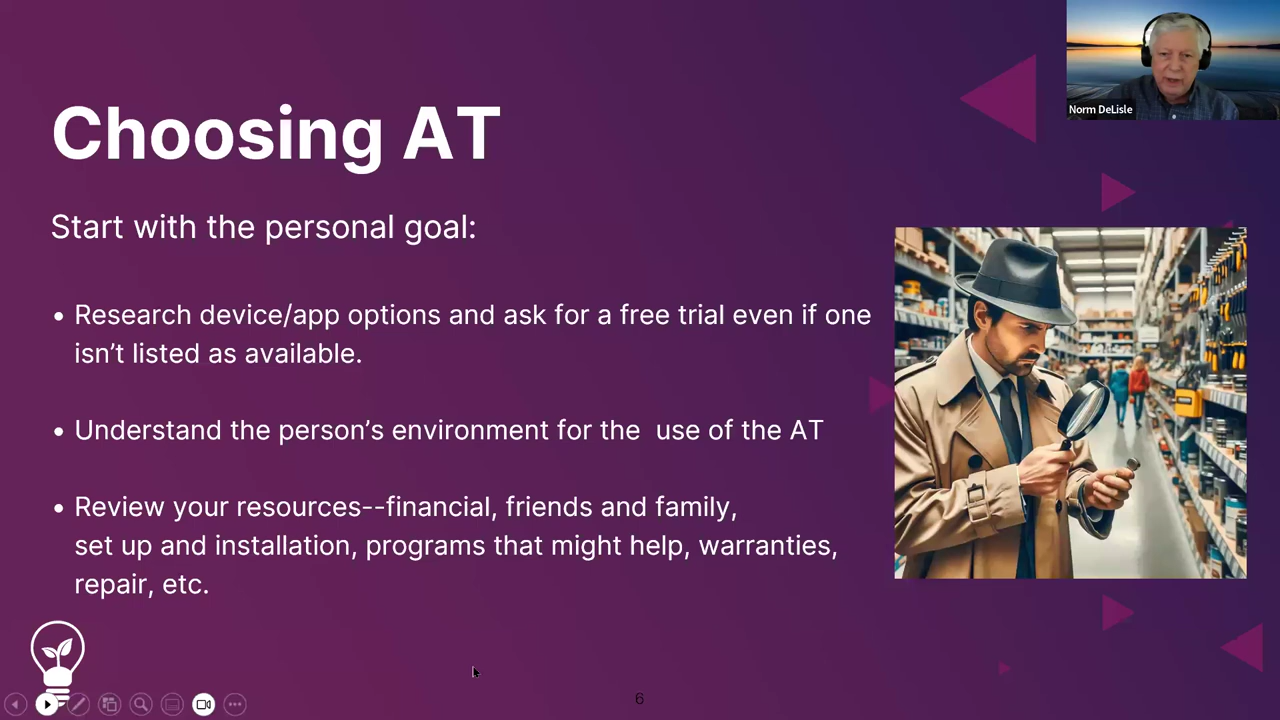 Norm DeLisle
Choosing AT
Start with the personal goal:
• Research device/app options and ask for a free trial even if one
isn’t listed as available.
• Understand the person’s environment for the  use of the AT
• Review your resources--financial, friends and family,
set up and installation, programs that might help, warranties,
repair, etc.
6